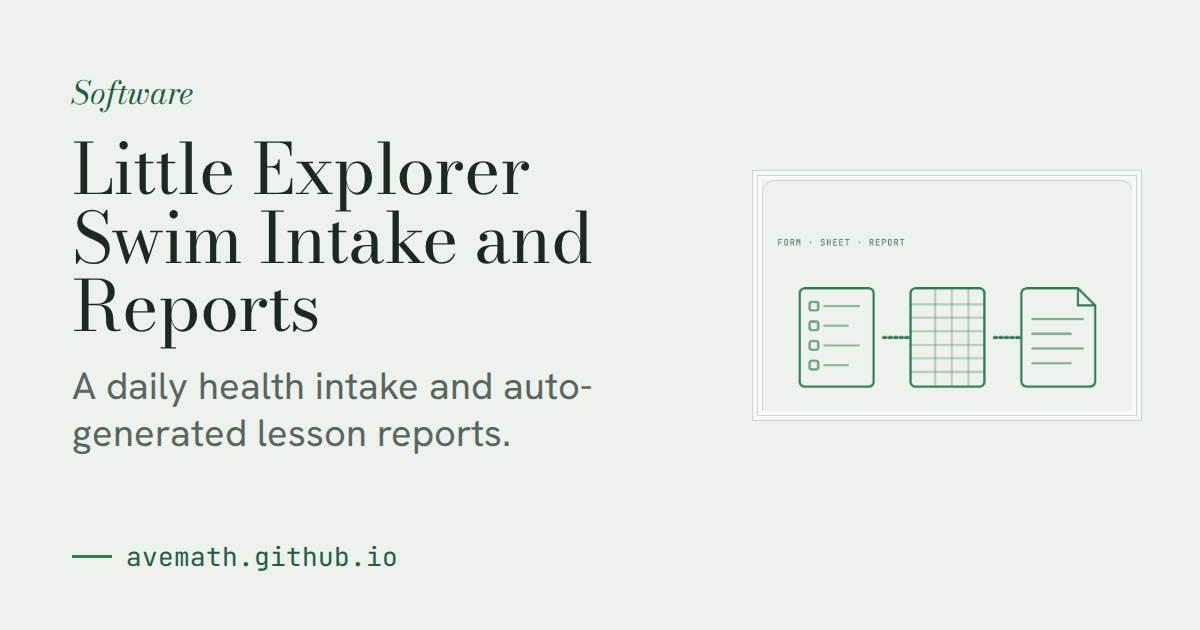 Software
Little Explorer
Swim Intake and
Reports
A daily health intake and auto-
generated lesson reports.
FORM · SHEET · REPORT
avemath.github.io